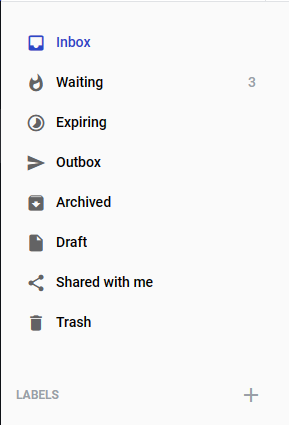 Inbox
Waiting 3
Expiring
Outbox
Archived
Draft
Shared with me
Trash
LABELS